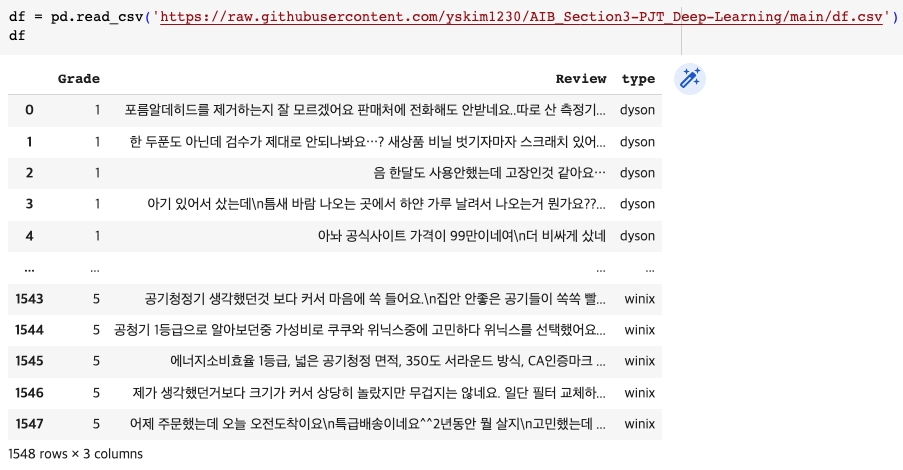 df = pd.read_csv('https://raw.githubusercontent.com/yskim1230/AIB_Section3-PJT_Deep-Learning/main/df.csv')
df
Grade Review type
0 1 포름알데히드를 제거하는지 잘 모르겠어요 판매처에 전화해도 안받네요..따로 산 측정기... dyson
1 1 한 두푼도 아닌데 검수가 제대로 안되나봐요…? 새상품 비닐 벗기자마자 스크래치 있어... dyson
2 1 음 한달도 사용안했는데 고장인것 같아요… dyson
3 1 아기 있어서 샀는데\n틈새 바람 나오는 곳에서 하얀 가루 날려서 나오는거 뭔가요??... dyson
4 1 아놔 공식사이트 가격이 99만이네여\n더 비싸게 샀네 dyson
... ... ... ...
1543 5 공기청정기 생각했던것 보다 커서 마음에 쏙 들어요.\n집안 안좋은 공기들이 쏙쏙 빨... winix
1544 5 공청기 1등급으로 알아보던중 가성비로 쿠쿠와 위닉스중에 고민하다 위닉스를 선택했어요... winix
1545 5 에너지소비효율 1등급, 넓은 공기청정 면적, 350도 서라운드 방식, CA인증마크 ... winix
1546 5 제가 생각했던거보다 크기가 커서 상당히 놀랐지만 무겁지는 않네요. 일단 필터 교체하... winix
1547 5 어제 주문했는데 오늘 오전도착이요\n특급배송이네요^^2년동안 뭘 살지\n고민했는데 ... winix
1548 rows × 3 columns